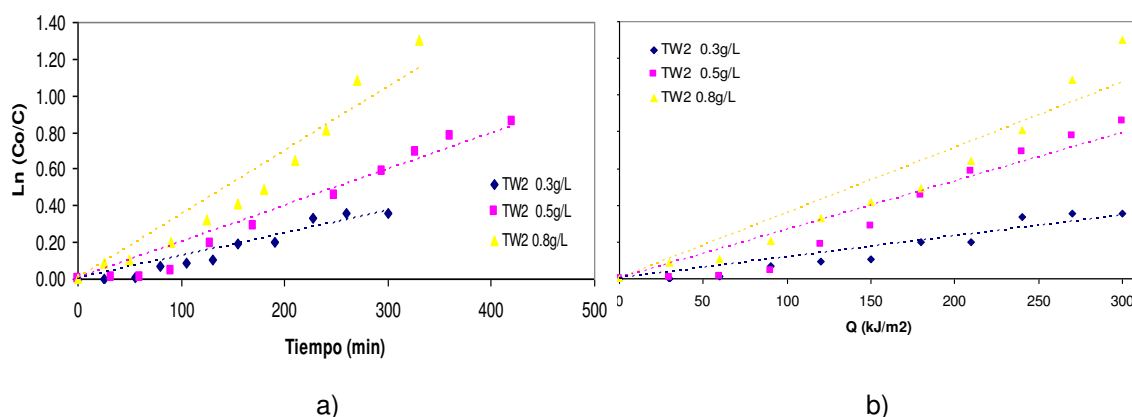 1.40
1.20
1.00
0.80
0.60
0.40
0.20
0.00
Ln (Co/C)
0 100 200 300 400 500
Tiempo (min)
TW2 0.3g/L
TW2 0.5g/L
TW2 0.8g/L
a)
TW2 0.3g/L
TW2 0.5g/L
TW2 0.8g/L
0 50 100 150 200 250 300
Q (kJ/m2)
b)